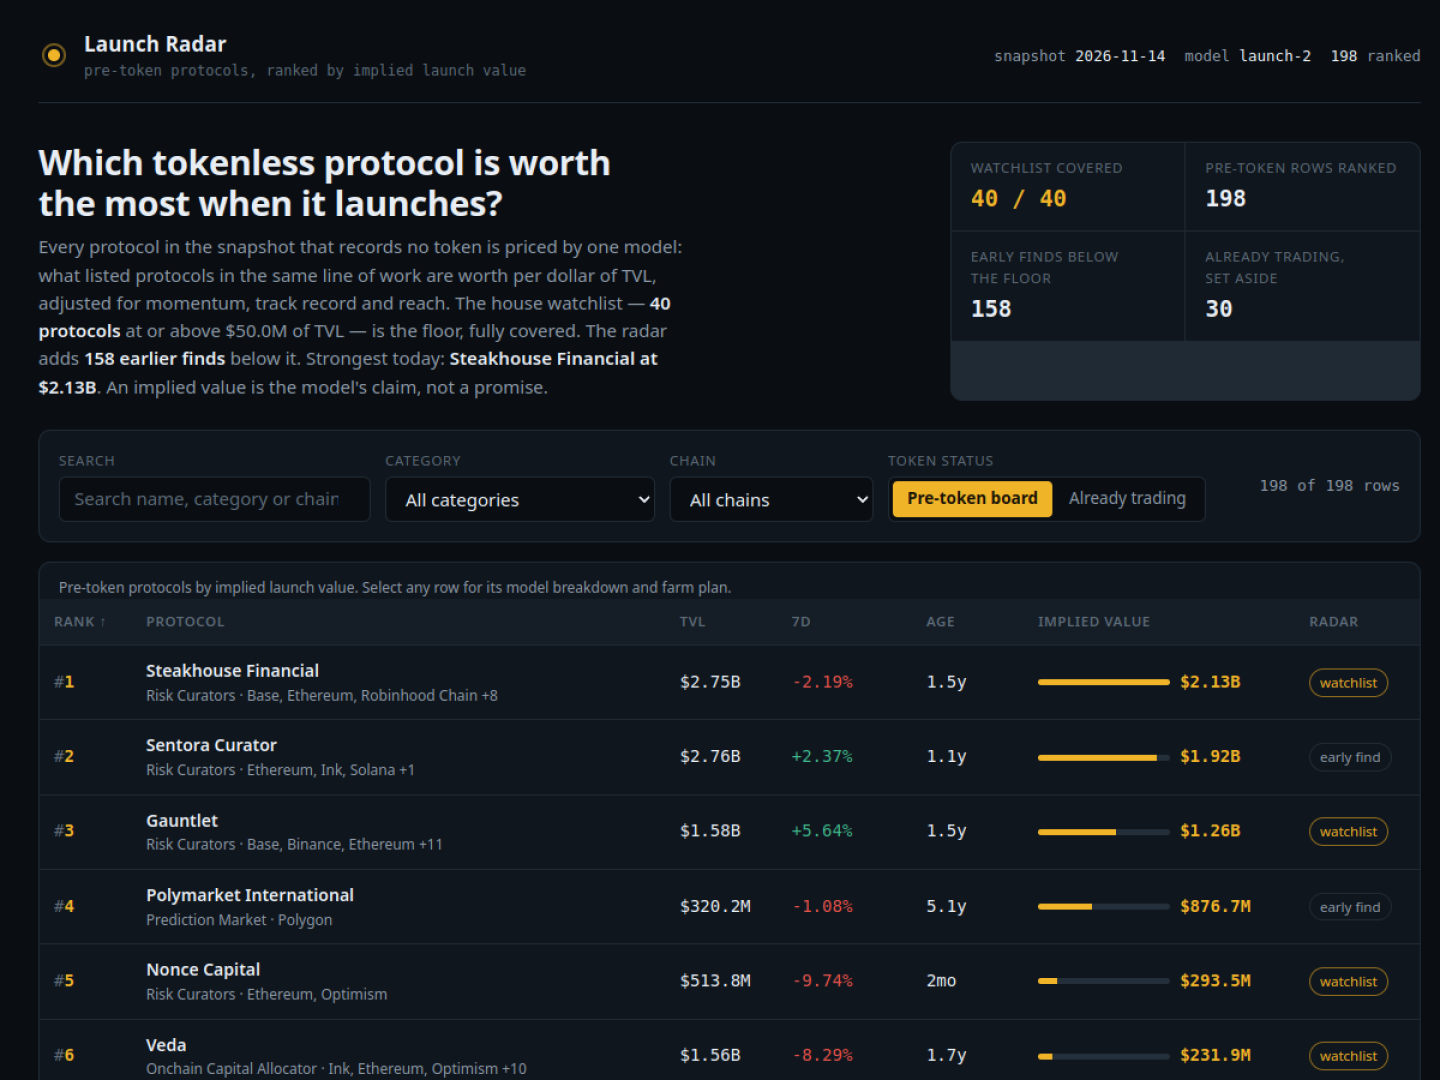 Launch Radar
pre-token protocols, ranked by implied launch value
snapshot 2026-11-14 model launch-2 198 ranked
Which tokenless protocol is worth
the most when it launches?
Every protocol in the snapshot that records no token is priced by one model:
what listed protocols in the same line of work are worth per dollar of TVL,
adjusted for momentum, track record and reach. The house watchlist — 40
protocols at or above $50.0M of TVL — is the floor, fully covered. The radar
adds 158 earlier finds below it. Strongest today: Steakhouse Financial at
$2.13B. An implied value is the model's claim, not a promise.
WATCHLIST COVERED
40 / 40
PRE-TOKEN ROWS RANKED
198
EARLY FINDS BELOW
THE FLOOR
158
ALREADY TRADING,
SET ASIDE
30
SEARCH
Search name, category or chain
CATEGORY
All categories
CHAIN
All chains
TOKEN STATUS
Pre-token board Already trading
198 of 198 rows
Pre-token protocols by implied launch value. Select any row for its model breakdown and farm plan.
RANK ↑ PROTOCOL TVL 7D AGE IMPLIED VALUE RADAR
#1 Steakhouse Financial $2.75B -2.19% 1.5y $2.13B watchlist
Risk Curators · Base, Ethereum, Robinhood Chain +8
#2 Sentora Curator $2.76B +2.37% 1.1y $1.92B early find
Risk Curators · Ethereum, Ink, Solana +1
#3 Gauntlet $1.58B +5.64% 1.5y $1.26B watchlist
Risk Curators · Base, Binance, Ethereum +11
#4 Polymarket International $320.2M -1.08% 5.1y $876.7M early find
Prediction Market · Polygon
#5 Nonce Capital $513.8M -9.74% 2mo $293.5M watchlist
Risk Curators · Ethereum, Optimism
#6 Veda $1.56B -8.29% 1.7y $231.9M watchlist
Onchain Capital Allocator · Ink, Ethereum, Optimism +10